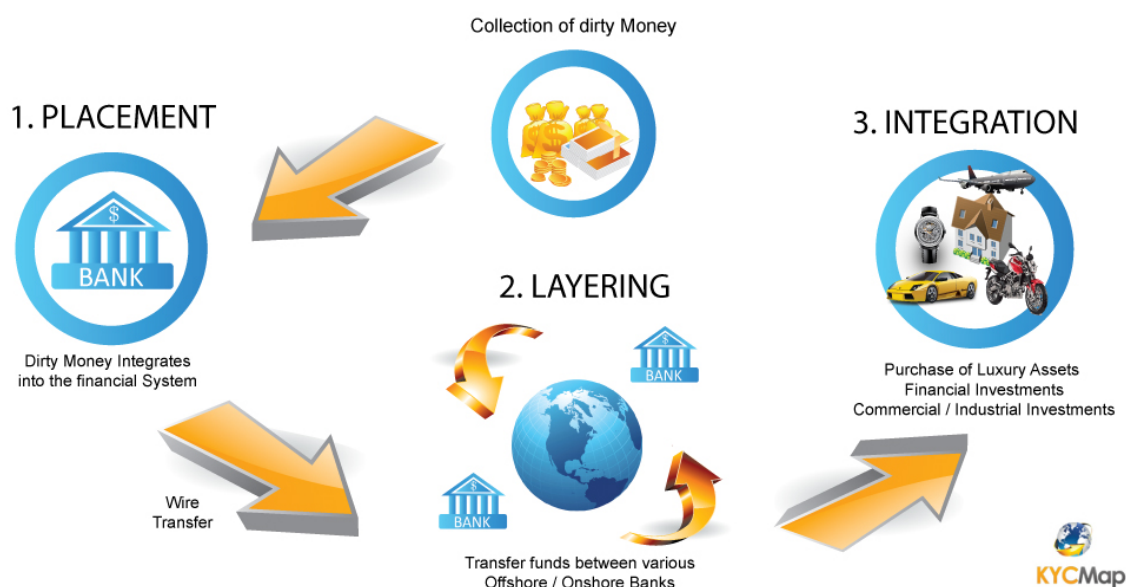 Collection of dirty Money
1. PLACEMENT
$
BANK
Dirty Money Integrates
into the financial System
Wire
Transfer
2. LAYERING
$
BANK
$
BANK
Transfer funds between various
Offshore / Onshore Banks
3. INTEGRATION
Purchase of Luxury Assets
Financial Investments
Commercial / Industrial Investments
KYCMap